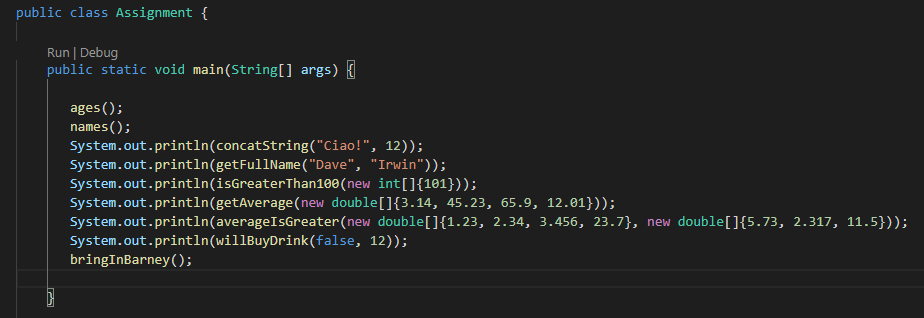 public class Assignment {
Run | Debug
public static void main(String[] args) {
ages();
names();
System.out.println(concatString("Ciao!", 12));
System.out.println(getFullName("Dave", "Irwin"));
System.out.println(isGreaterThan100(new int[]{101}));
System.out.println(getAverage(new double[]{3.14, 45.23, 65.9, 12.01}));
System.out.println(averageIsGreater(new double[]{1.23, 2.34, 3.456, 23.7}, new double[]{5.73, 2.317, 11.5}));
System.out.println(willBuyDrink(false, 12));
bringInBarney();
}